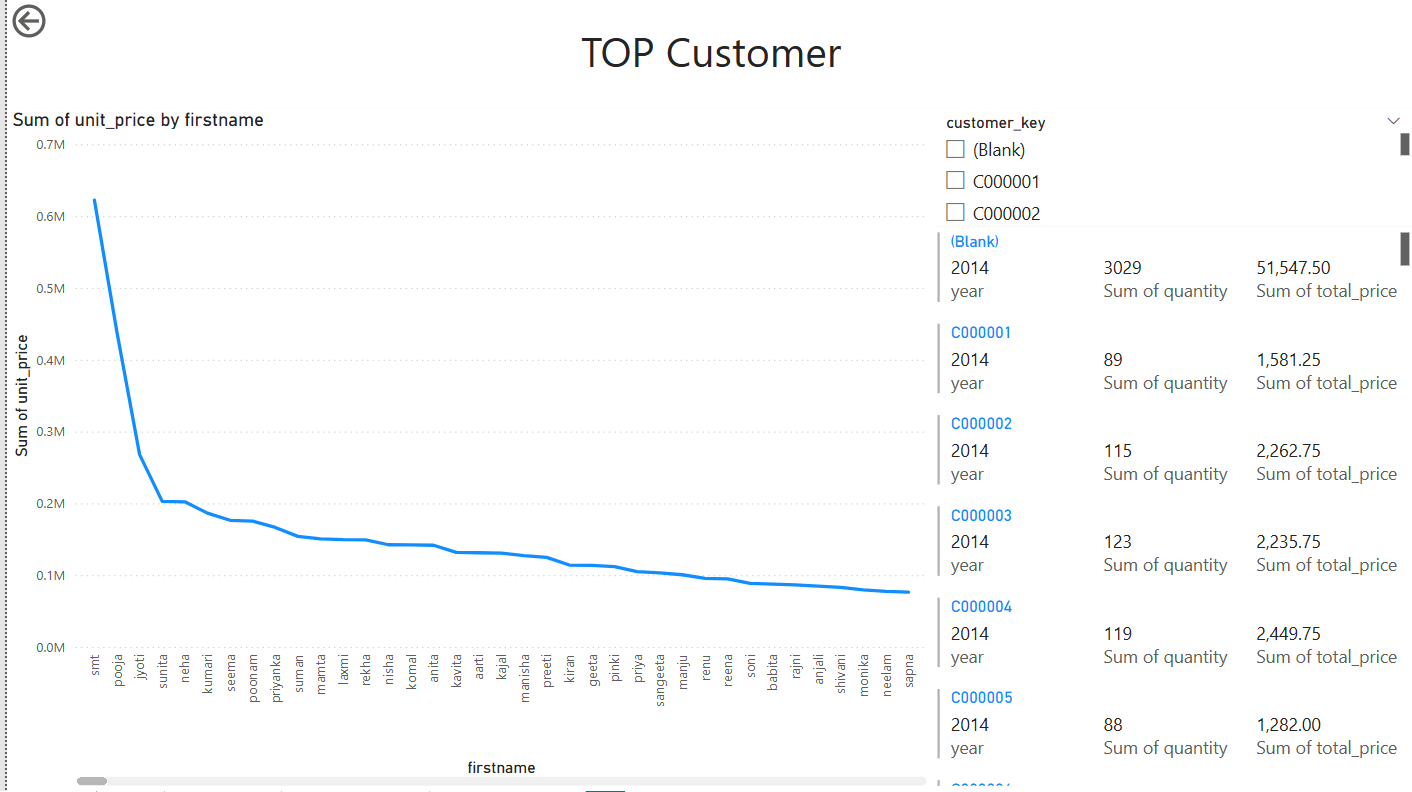 TOP Customer
Sum of unit_price by firstname
0.7M
0.6M
0.5M
0.4M
0.3M
0.2M
0.1M
0.0M
Sum of unit_price
smt
pooja
jyoti
sunita
neha
kumari
seema
poonam
priyanka
suman
mamta
laxmi
rekha
nisha
komal
anita
kavita
aarti
kajal
manisha
preeti
kiran
geeta
pinki
priya
sangeeta
manju
renu
reena
soni
babita
rajni
anjali
shivani
monika
neelam
sapna
firstname
customer_key
(Blank)
C000001
C000002
(Blank)
2014 3029 51,547.50
year Sum of quantity Sum of total_price
C000001
2014 89 1,581.25
year Sum of quantity Sum of total_price
C000002
2014 115 2,262.75
year Sum of quantity Sum of total_price
C000003
2014 123 2,235.75
year Sum of quantity Sum of total_price
C000004
2014 119 2,449.75
year Sum of quantity Sum of total_price
C000005
2014 88 1,282.00
year Sum of quantity Sum of total_price